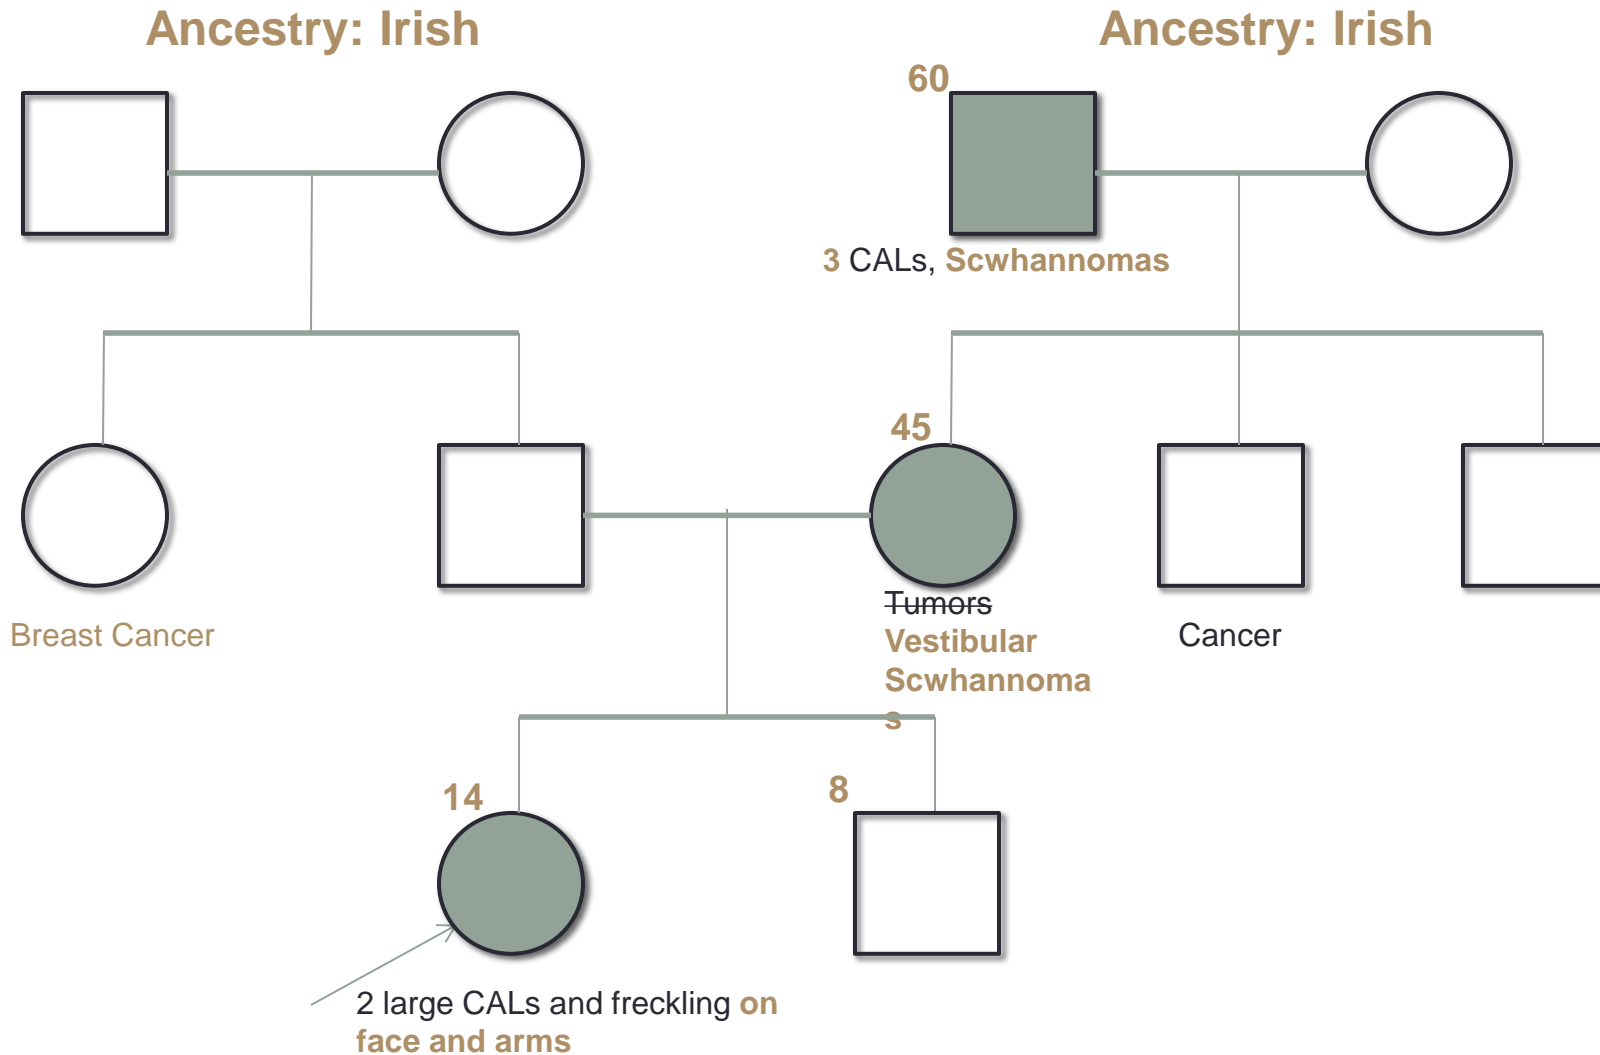 Ancestry: Irish
Ancestry: Irish
60
3 CALs, Scwhannomas
45
Breast Cancer
Tumors
Vestibular
Scwhannoma
s
Cancer
14
8
2 large CALs and freckling on
face and arms